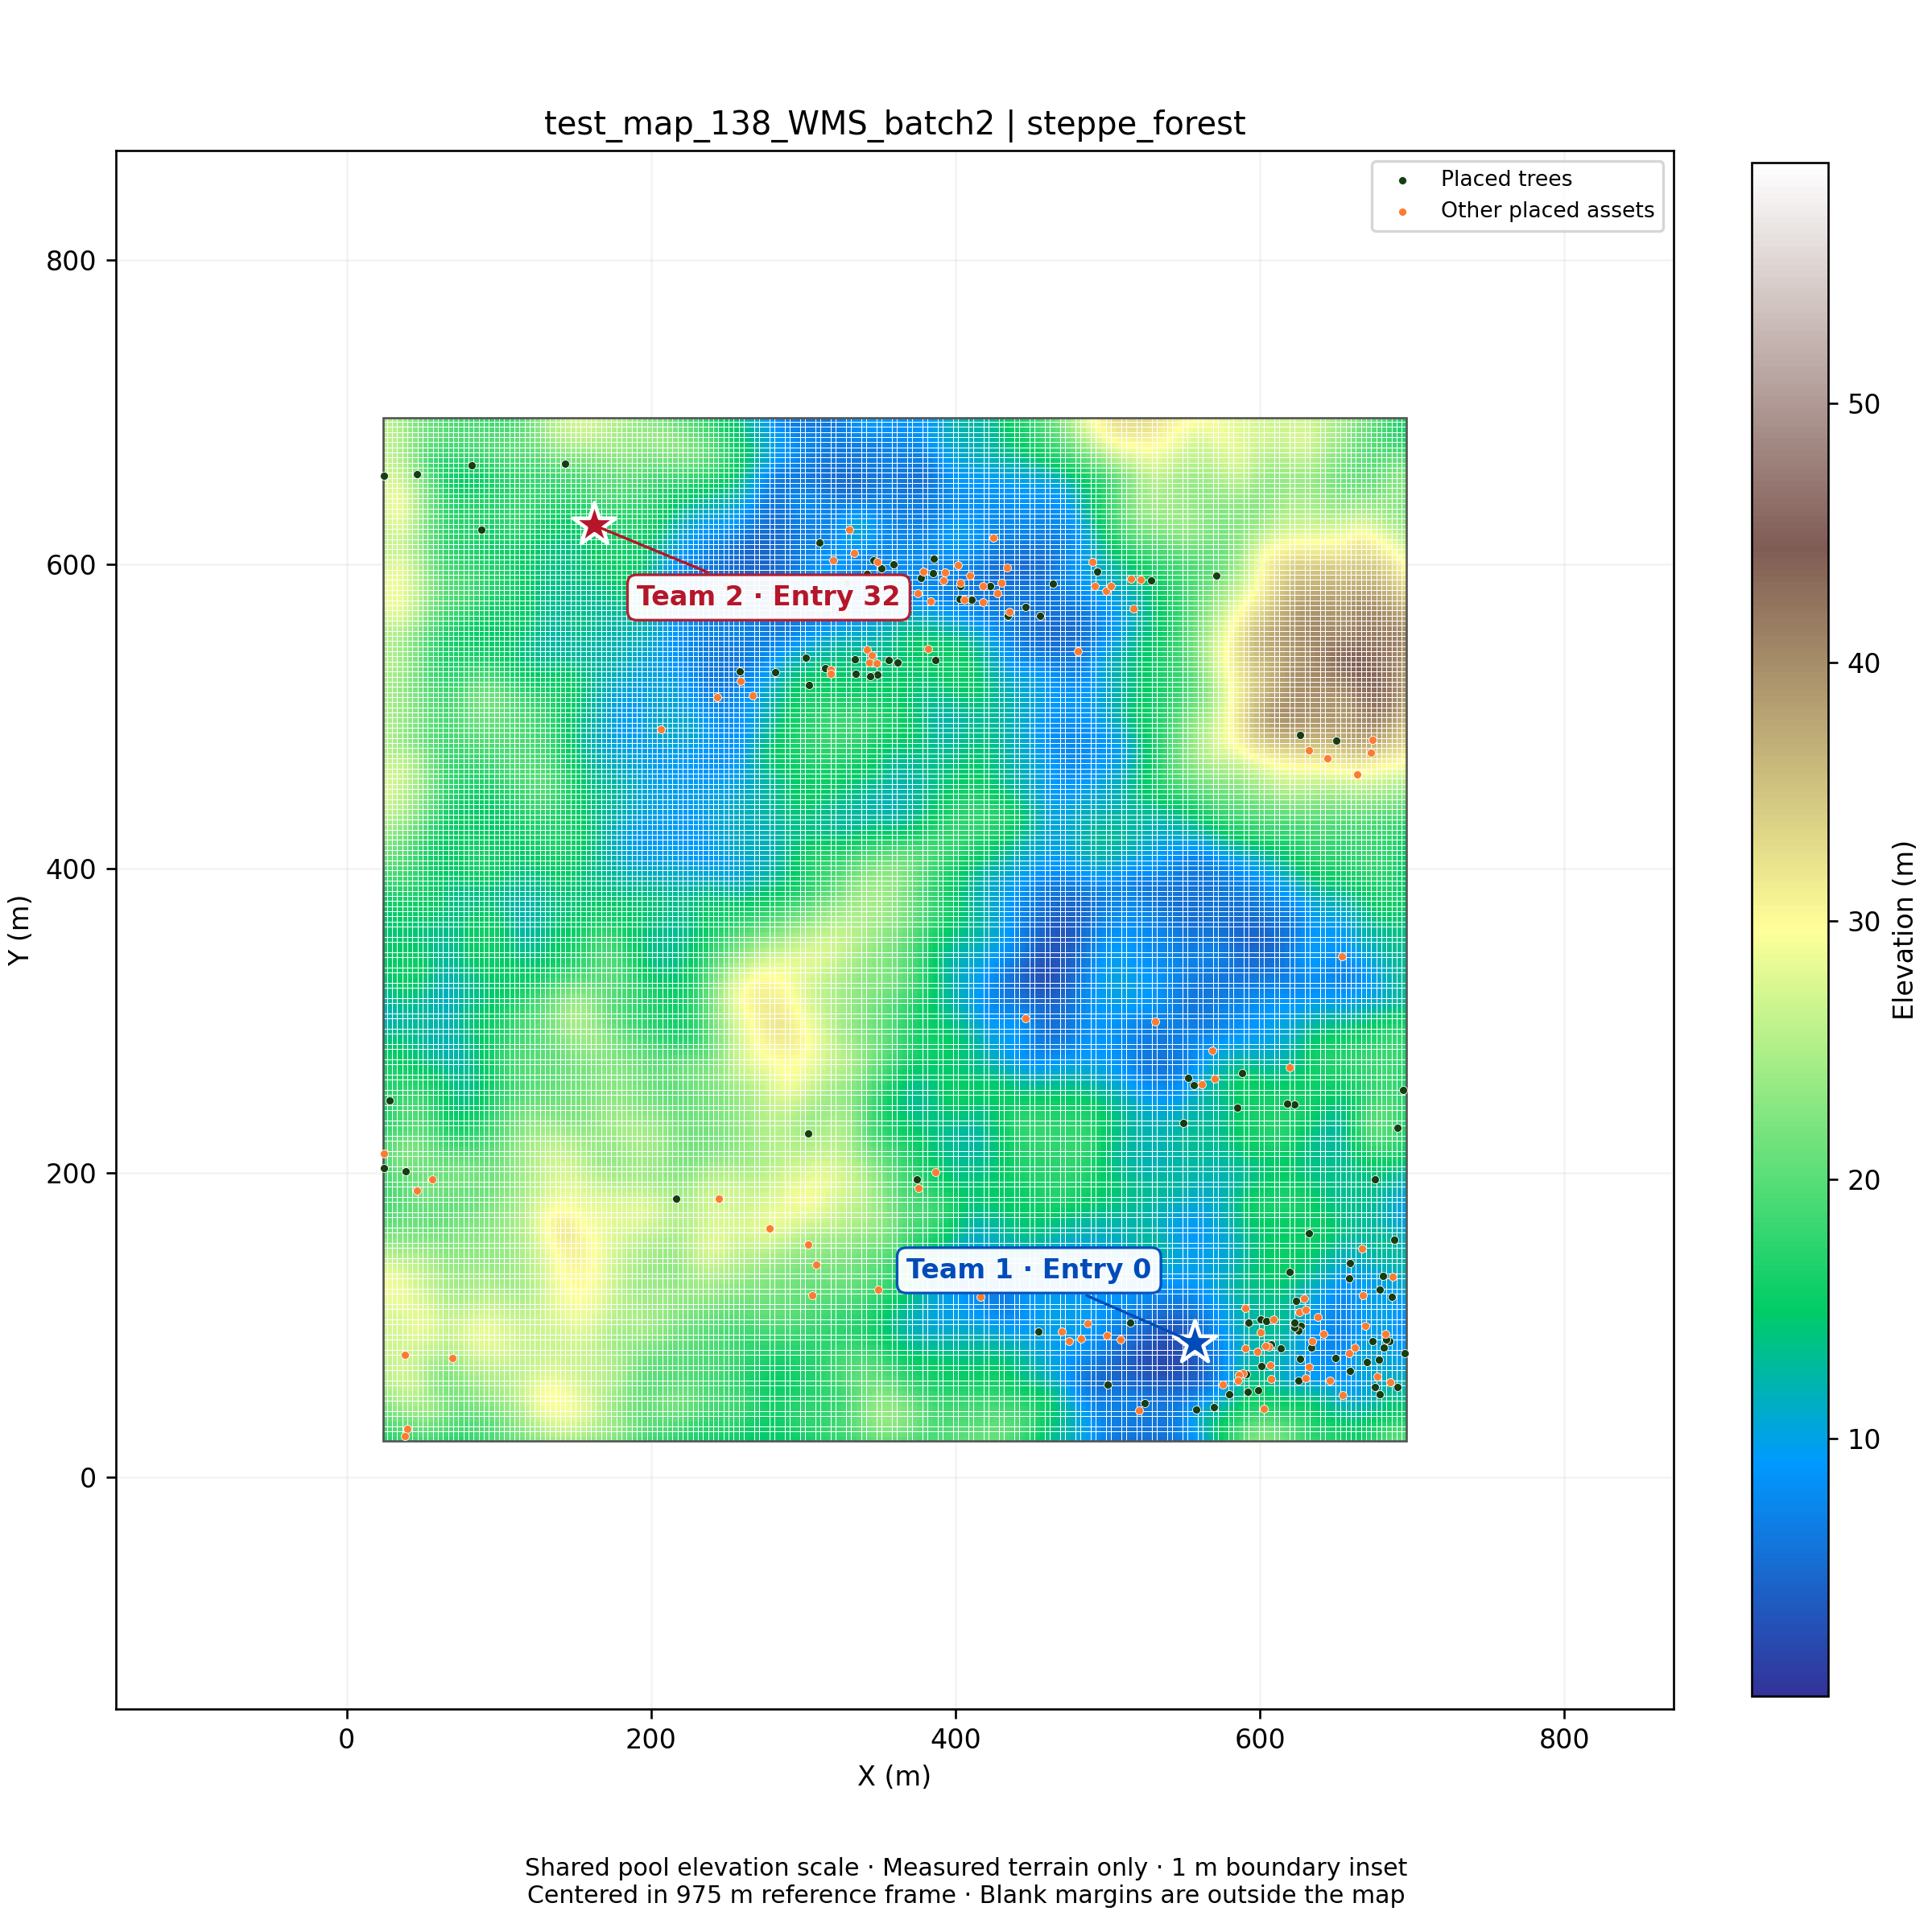 test_map_138_WMS_batch2 | steppe_forest
Placed trees
Other placed assets
800
600
400
200
0
Y (m)
Team 2 · Entry 32
Team 1 · Entry 0
0
200
400
600
800
X (m)
50
40
30
20
10
Elevation (m)
Shared pool elevation scale · Measured terrain only · 1 m boundary inset
Centered in 975 m reference frame · Blank margins are outside the map